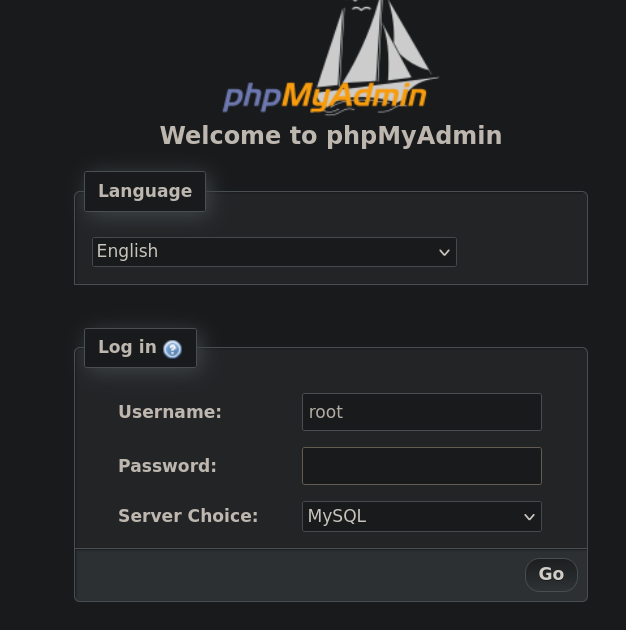 phpMyAdmin
Welcome to phpMyAdmin
Language
English
Log in
Username:
root
Password:
Server Choice:
MySQL
Go